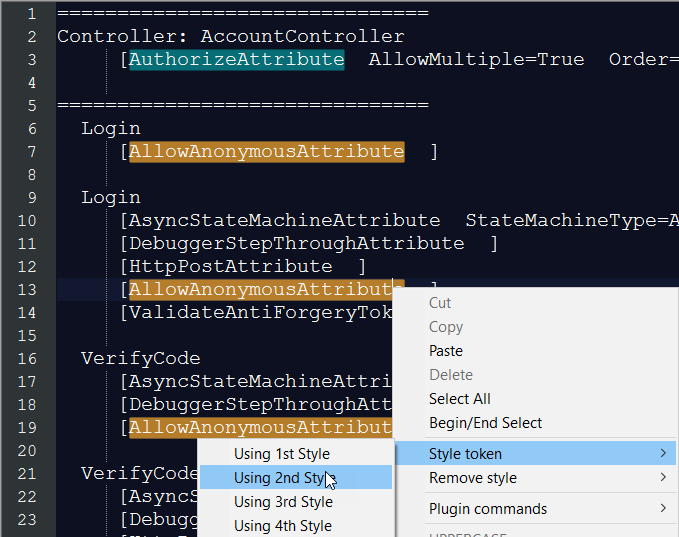 1 ===============================
2 Controller: AccountController
3 [AuthorizeAttribute AllowMultiple=True Order=
4
5 ===============================
6 Login
7 [AllowAnonymousAttribute ]
8
9 Login
10 [AsyncStateMachineAttribute StateMachineType=A
11 [DebuggerStepThroughAttribute ]
12 [HttpPostAttribute ]
13 [AllowAnonymousAttribute ]
14 [ValidateAntiForgeryTok
15
16 VerifyCode
17 [AsyncStateMachineAttri
18 [DebuggerStepThroughAtt
19 [AllowAnonymousAttribut
20
21 VerifyCode
22 [AsyncS
23 [Debugg
Cut
Copy
Paste
Delete
Select All
Begin/End Select
Style token
Remove style
Plugin commands
UPPERCASE
Using 1st Style
Using 2nd Style
Using 3rd Style
Using 4th Style